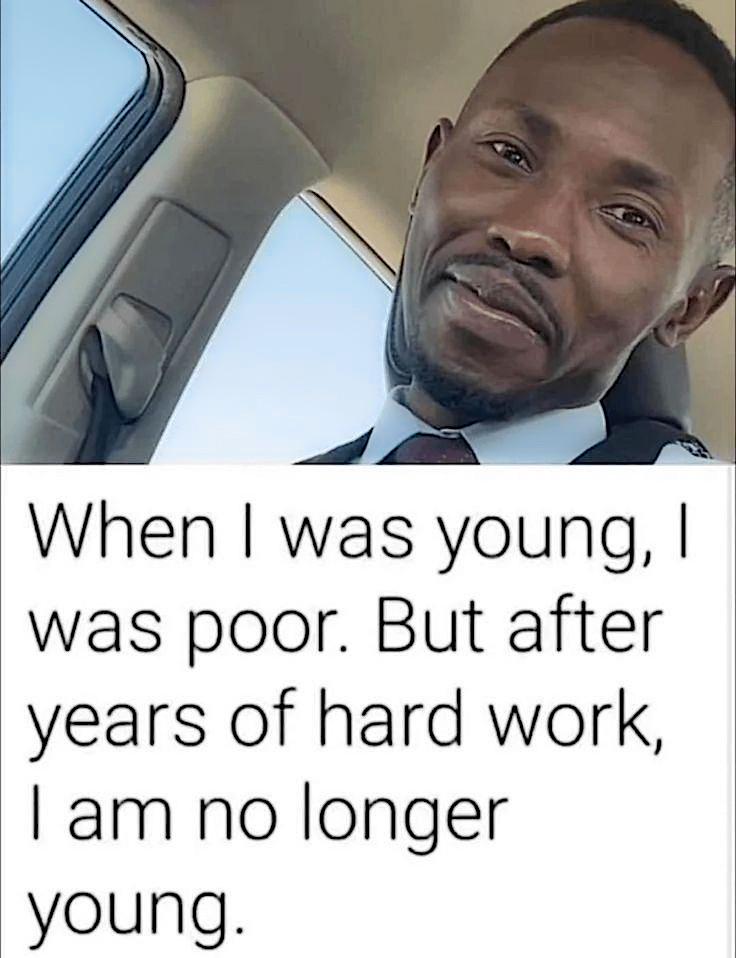 When I was young, I
was poor. But after
years of hard work,
I am no longer
young.